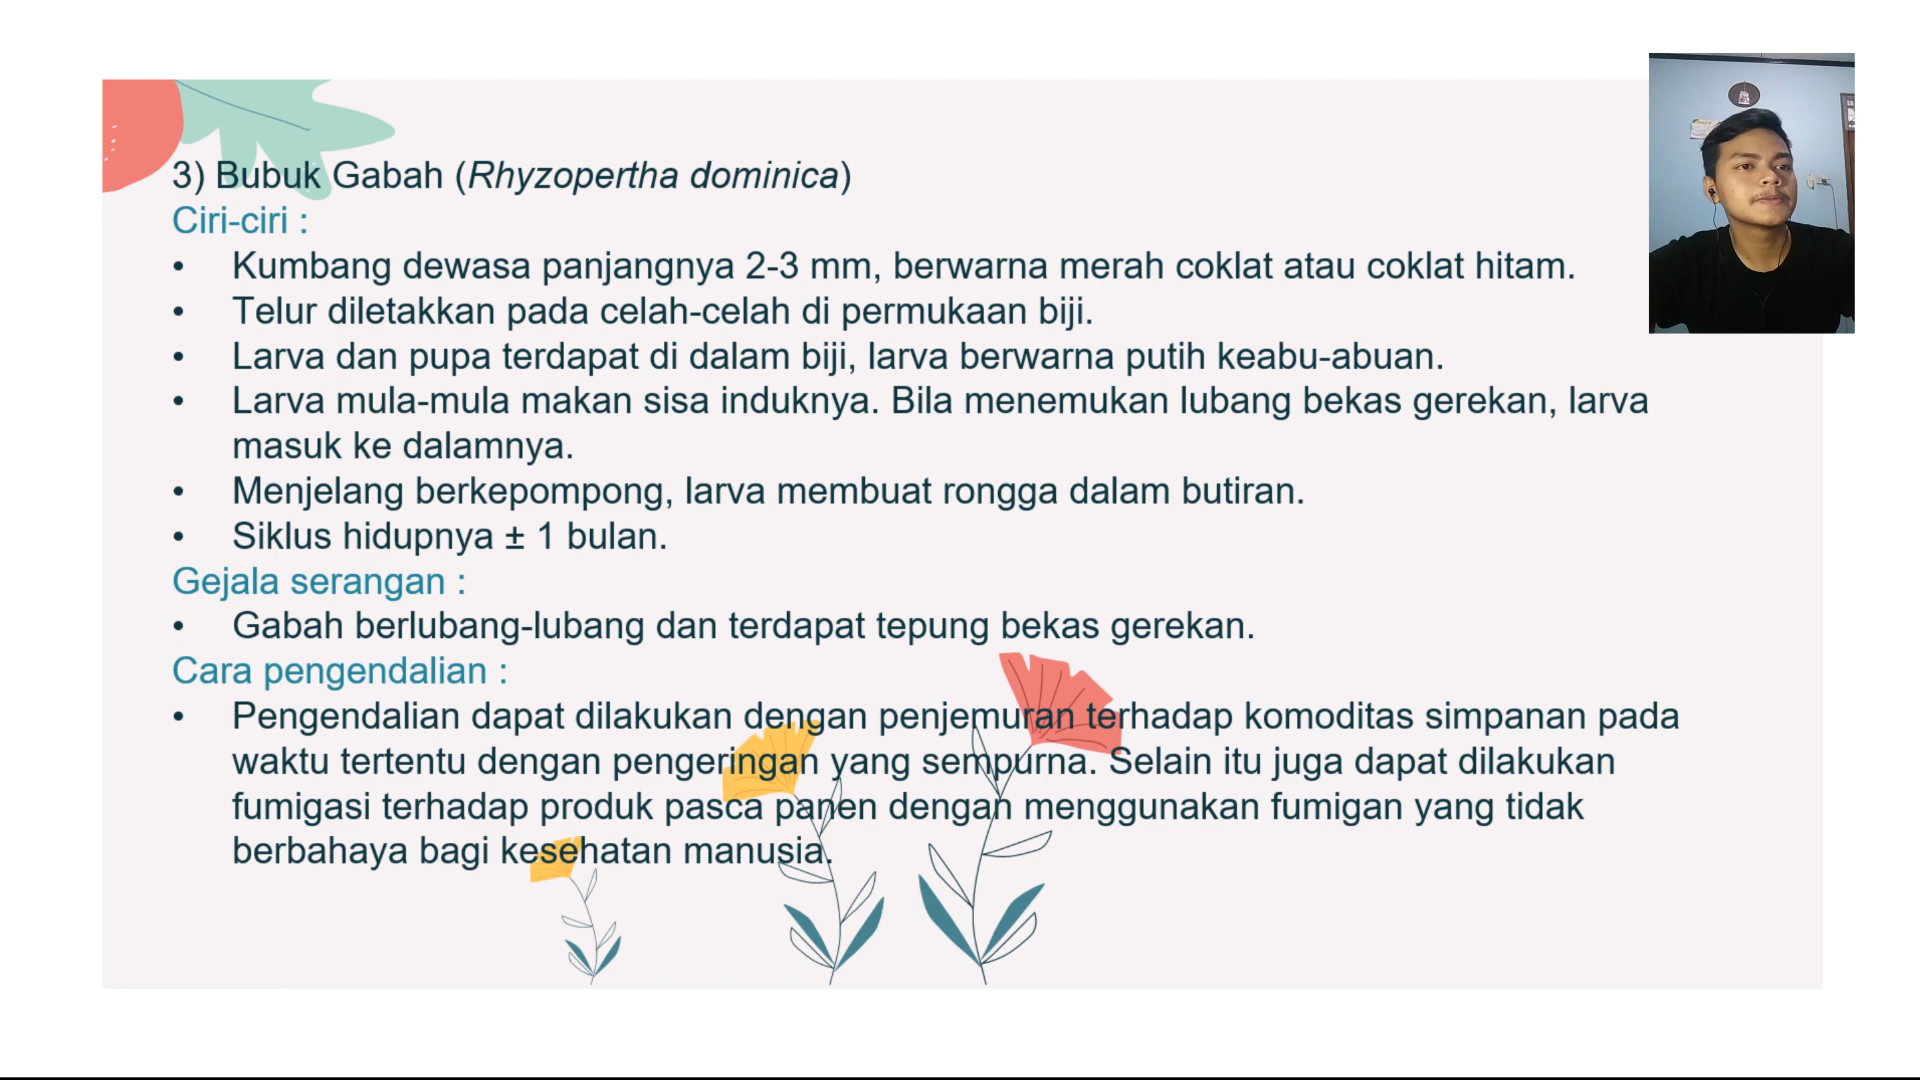 3) Bubuk Gabah (Rhyzopertha dominica)
Ciri-ciri :
• Kumbang dewasa panjangnya 2-3 mm, berwarna merah coklat atau coklat hitam.
• Telur diletakkan pada celah-celah di permukaan biji.
• Larva dan pupa terdapat di dalam biji, larva berwarna putih keabu-abuan.
• Larva mula-mula makan sisa induknya. Bila menemukan lubang bekas gerekan, larva
masuk ke dalamnya.
• Menjelang berkepompong, larva membuat rongga dalam butiran.
• Siklus hidupnya ± 1 bulan.
Gejala serangan :
• Gabah berlubang-lubang dan terdapat tepung bekas gerekan.
Cara pengendalian :
• Pengendalian dapat dilakukan dengan penjemuran terhadap komoditas simpanan pada
waktu tertentu dengan pengeringan yang sempurna. Selain itu juga dapat dilakukan
fumigasi terhadap produk pasca panen dengan menggunakan fumigan yang tidak
berbahaya bagi kesehatan manusia.